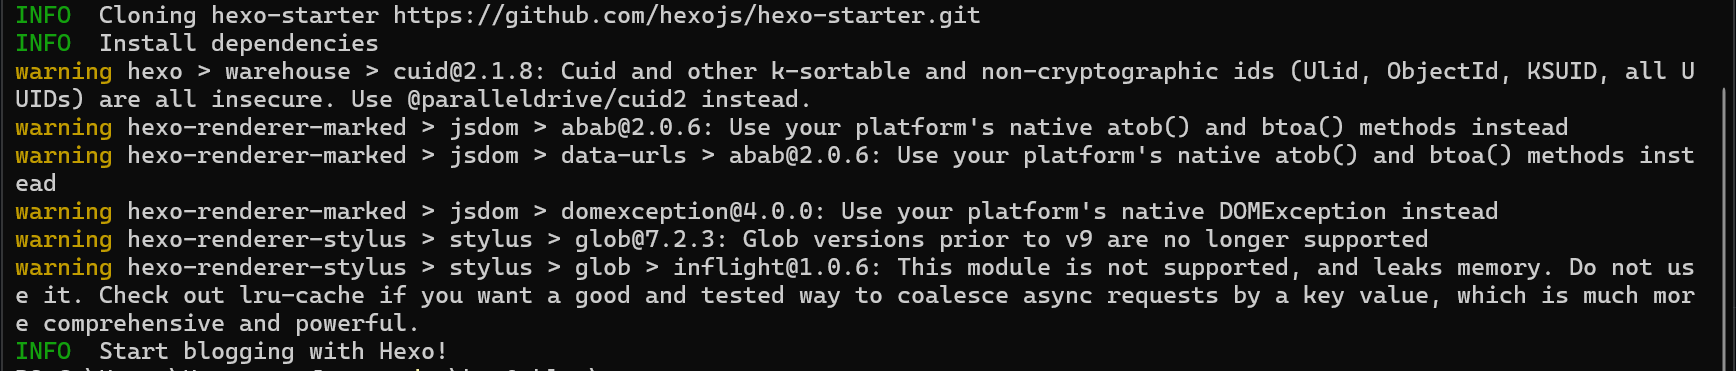 INFO  Cloning hexo-starter https://github.com/hexojs/hexo-starter.git
INFO  Install dependencies
warning hexo > warehouse > cuid@2.1.8: Cuid and other k-sortable and non-cryptographic ids (Ulid, ObjectId, KSUID, all U
UIDs) are all insecure. Use @paralleldrive/cuid2 instead.
warning hexo-renderer-marked > jsdom > abab@2.0.6: Use your platform's native atob() and btoa() methods instead
warning hexo-renderer-marked > jsdom > data-urls > abab@2.0.6: Use your platform's native atob() and btoa() methods inst
ead
warning hexo-renderer-marked > jsdom > domexception@4.0.0: Use your platform's native DOMException instead
warning hexo-renderer-stylus > stylus > glob@7.2.3: Glob versions prior to v9 are no longer supported
warning hexo-renderer-stylus > stylus > glob > inflight@1.0.6: This module is not supported, and leaks memory. Do not us
e it. Check out lru-cache if you want a good and tested way to coalesce async requests by a key value, which is much mor
e comprehensive and powerful.
INFO  Start blogging with Hexo!